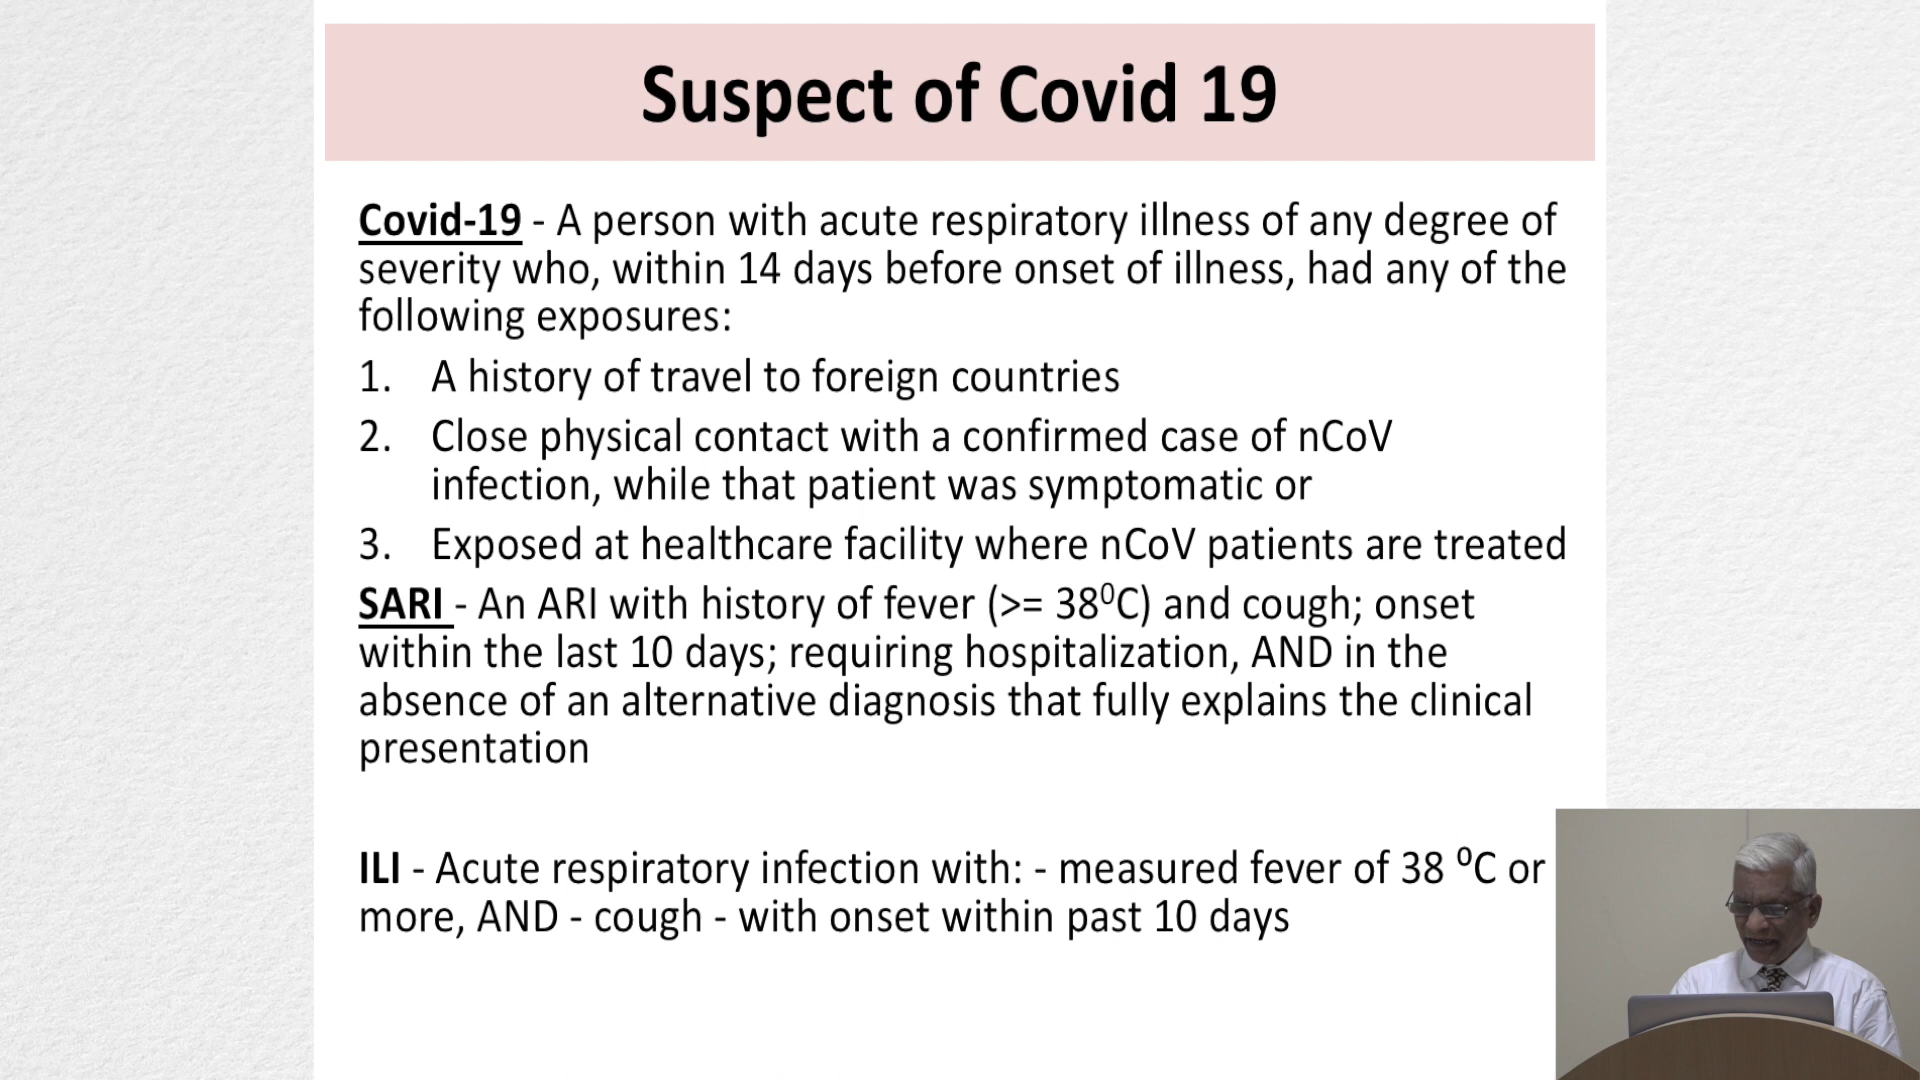 Suspect of Covid 19
Covid-19 - A person with acute respiratory illness of any degree of
severity who, within 14 days before onset of illness, had any of the
following exposures:
1. A history of travel to foreign countries
2. Close physical contact with a confirmed case of nCoV
infection, while that patient was symptomatic or
3. Exposed at healthcare facility where nCoV patients are treated
SARI - An ARI with history of fever (>= 38⁰C) and cough; onset
within the last 10 days; requiring hospitalization, AND in the
absence of an alternative diagnosis that fully explains the clinical
presentation
ILI - Acute respiratory infection with: - measured fever of 38 ⁰C or
more, AND - cough - with onset within past 10 days